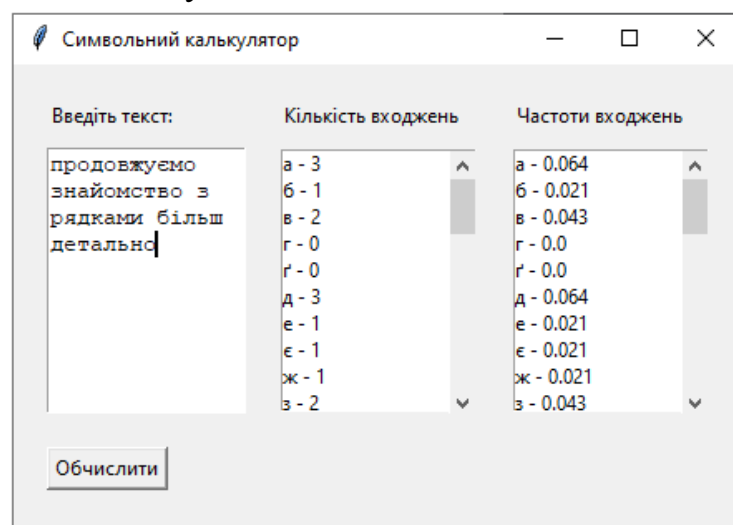 Символьний калькулятор
Введіть текст:
Кількість входжень
Частоти входжень
продовжуємо
знайомство з
рядками більш
детально
а - 3
б - 1
в - 2
г - 0
ґ - 0
д - 3
е - 1
є - 1
ж - 1
з - 2
а - 0.064
б - 0.021
в - 0.043
г - 0.0
ґ - 0.0
д - 0.064
е - 0.021
є - 0.021
ж - 0.021
з - 0.043
Обчислити